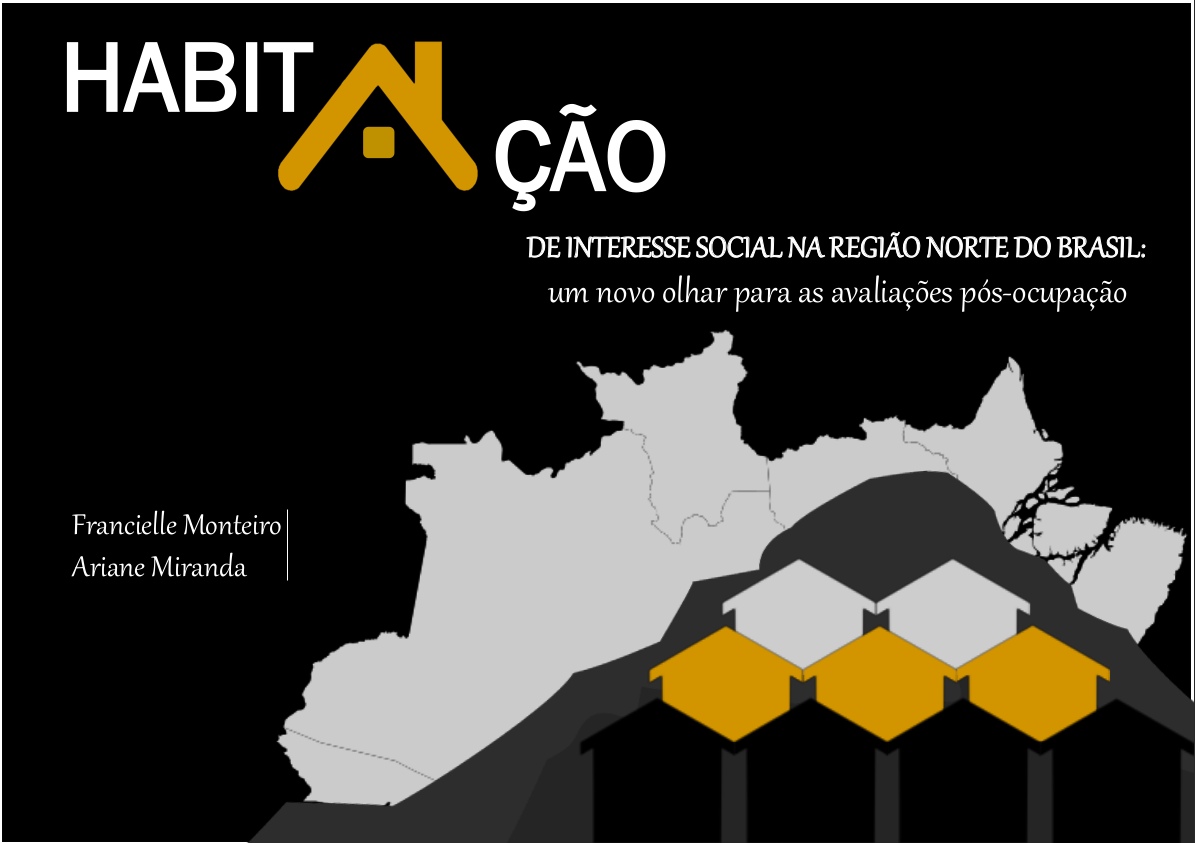 HABIT
ÇÃO
DE INTERESSE SOCIAL NA REGIÃO NORTE DO BRASIL:
um novo olhar para as avaliações pós-ocupação
Francielle Monteiro
Ariane Miranda